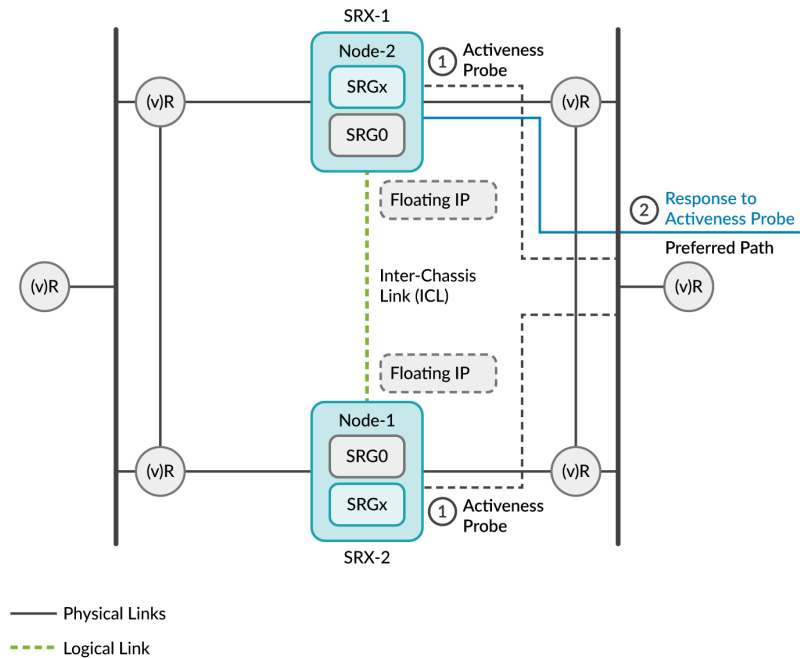 SRX-1
Node-2
SRGx
SRG0
1
Activeness
Probe
(v)R
(v)R
Floating IP
2
Response to
Activeness Probe
Preferred Path
(v)R
Inter-Chassis
Link (ICL)
(v)R
Floating IP
Node-1
SRG0
SRGx
(v)R
(v)R
1
Activeness
Probe
SRX-2
Physical Links
Logical Link